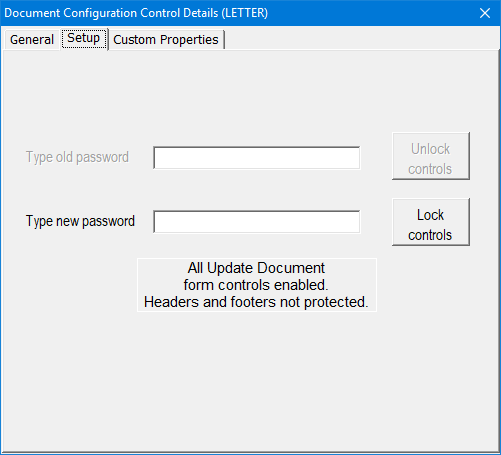 Document Configuration Control Details (LETTER)
General Setup Custom Properties
Type old password
Unlock
controls
Type new password
Lock
controls
All Update Document
form controls enabled.
Headers and footers not protected.